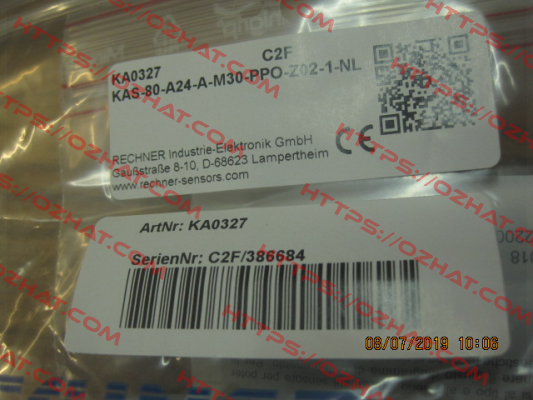 C2F
KA0327
KAS-80-A24-A-M30-PPO-Z02-1-NL
RECHNER Industrie-Elektronik GmbH
Gaußstraße 8-10, D-68623 Lampertheim
www.rechner-sensors.com
CE
ArtNr: KA0327
SerienNr: C2F/386684
06/07/2019 10:06
HTTPS://OZHAT.COM